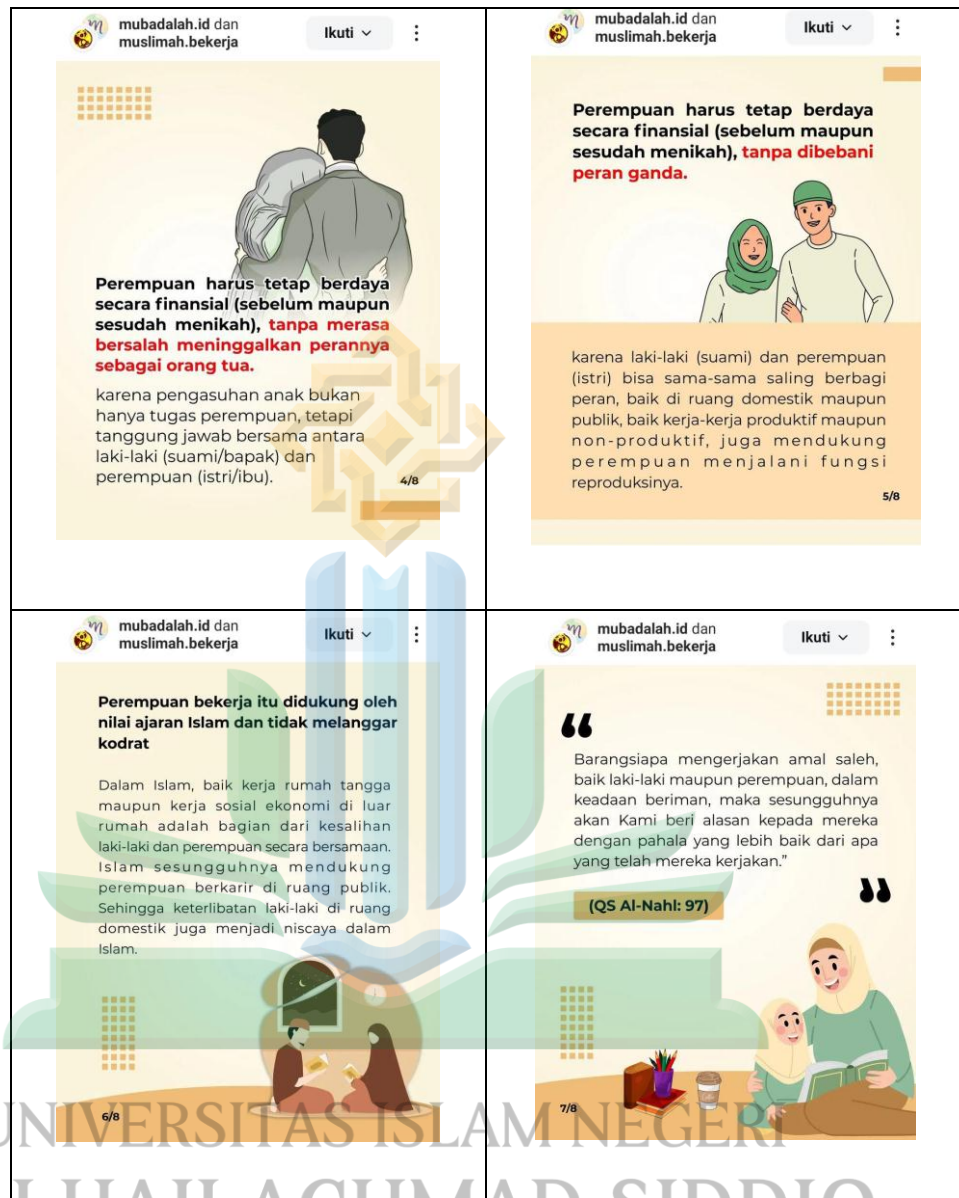 mubadalah.id dan
muslimah.bekerja
Ikuti
Perempuan harus tetap berdaya
secara finansial (sebelum maupun
sesudah menikah), tanpa merasa
bersalah meninggalkan perannya
sebagai orang tua.
karena pengasuhan anak bukan
hanya tugas perempuan, tetapi
tanggung jawab bersama antara
laki-laki (suami/bapak) dan
perempuan (istri/ibu).
4/8
mubadalah.id dan
muslimah.bekerja
Ikuti
Perempuan harus tetap berdaya
secara finansial (sebelum maupun
sesudah menikah), tanpa dibebani
peran ganda.
karena laki-laki (suami) dan perempuan
(istri) bisa sama-sama saling berbagi
peran, baik di ruang domestik maupun
publik, baik kerja-kerja produktif maupun
non-produktif, juga mendukung
perempuan menjalani fungsi
reproduksinya.
5/8
mubadalah.id dan
muslimah.bekerja
Ikuti
Perempuan bekerja itu didukung oleh
nilai ajaran Islam dan tidak melanggar
kodrat
Dalam Islam, baik kerja rumah tangga
maupun kerja sosial ekonomi di luar
rumah adalah bagian dari kesalihan
laki-laki dan perempuan secara bersamaan.
Islam sesungguhnya mendukung
perempuan berkarir di ruang publik.
Sehingga keterlibatan laki-laki di ruang
domestik juga menjadi niscaya dalam
Islam.
6/8
mubadalah.id dan
muslimah.bekerja
Ikuti
“
Barangsiapa mengerjakan amal saleh,
baik laki-laki maupun perempuan, dalam
keadaan beriman, maka sesungguhnya
akan Kami beri alasan kepada mereka
dengan pahala yang lebih baik dari apa
yang telah mereka kerjakan.”
”
(QS Al-Nahl: 97)
7/8
UNIVERSITAS ISLAM NEGERI
HAJI ACHMAD SIDDIQ